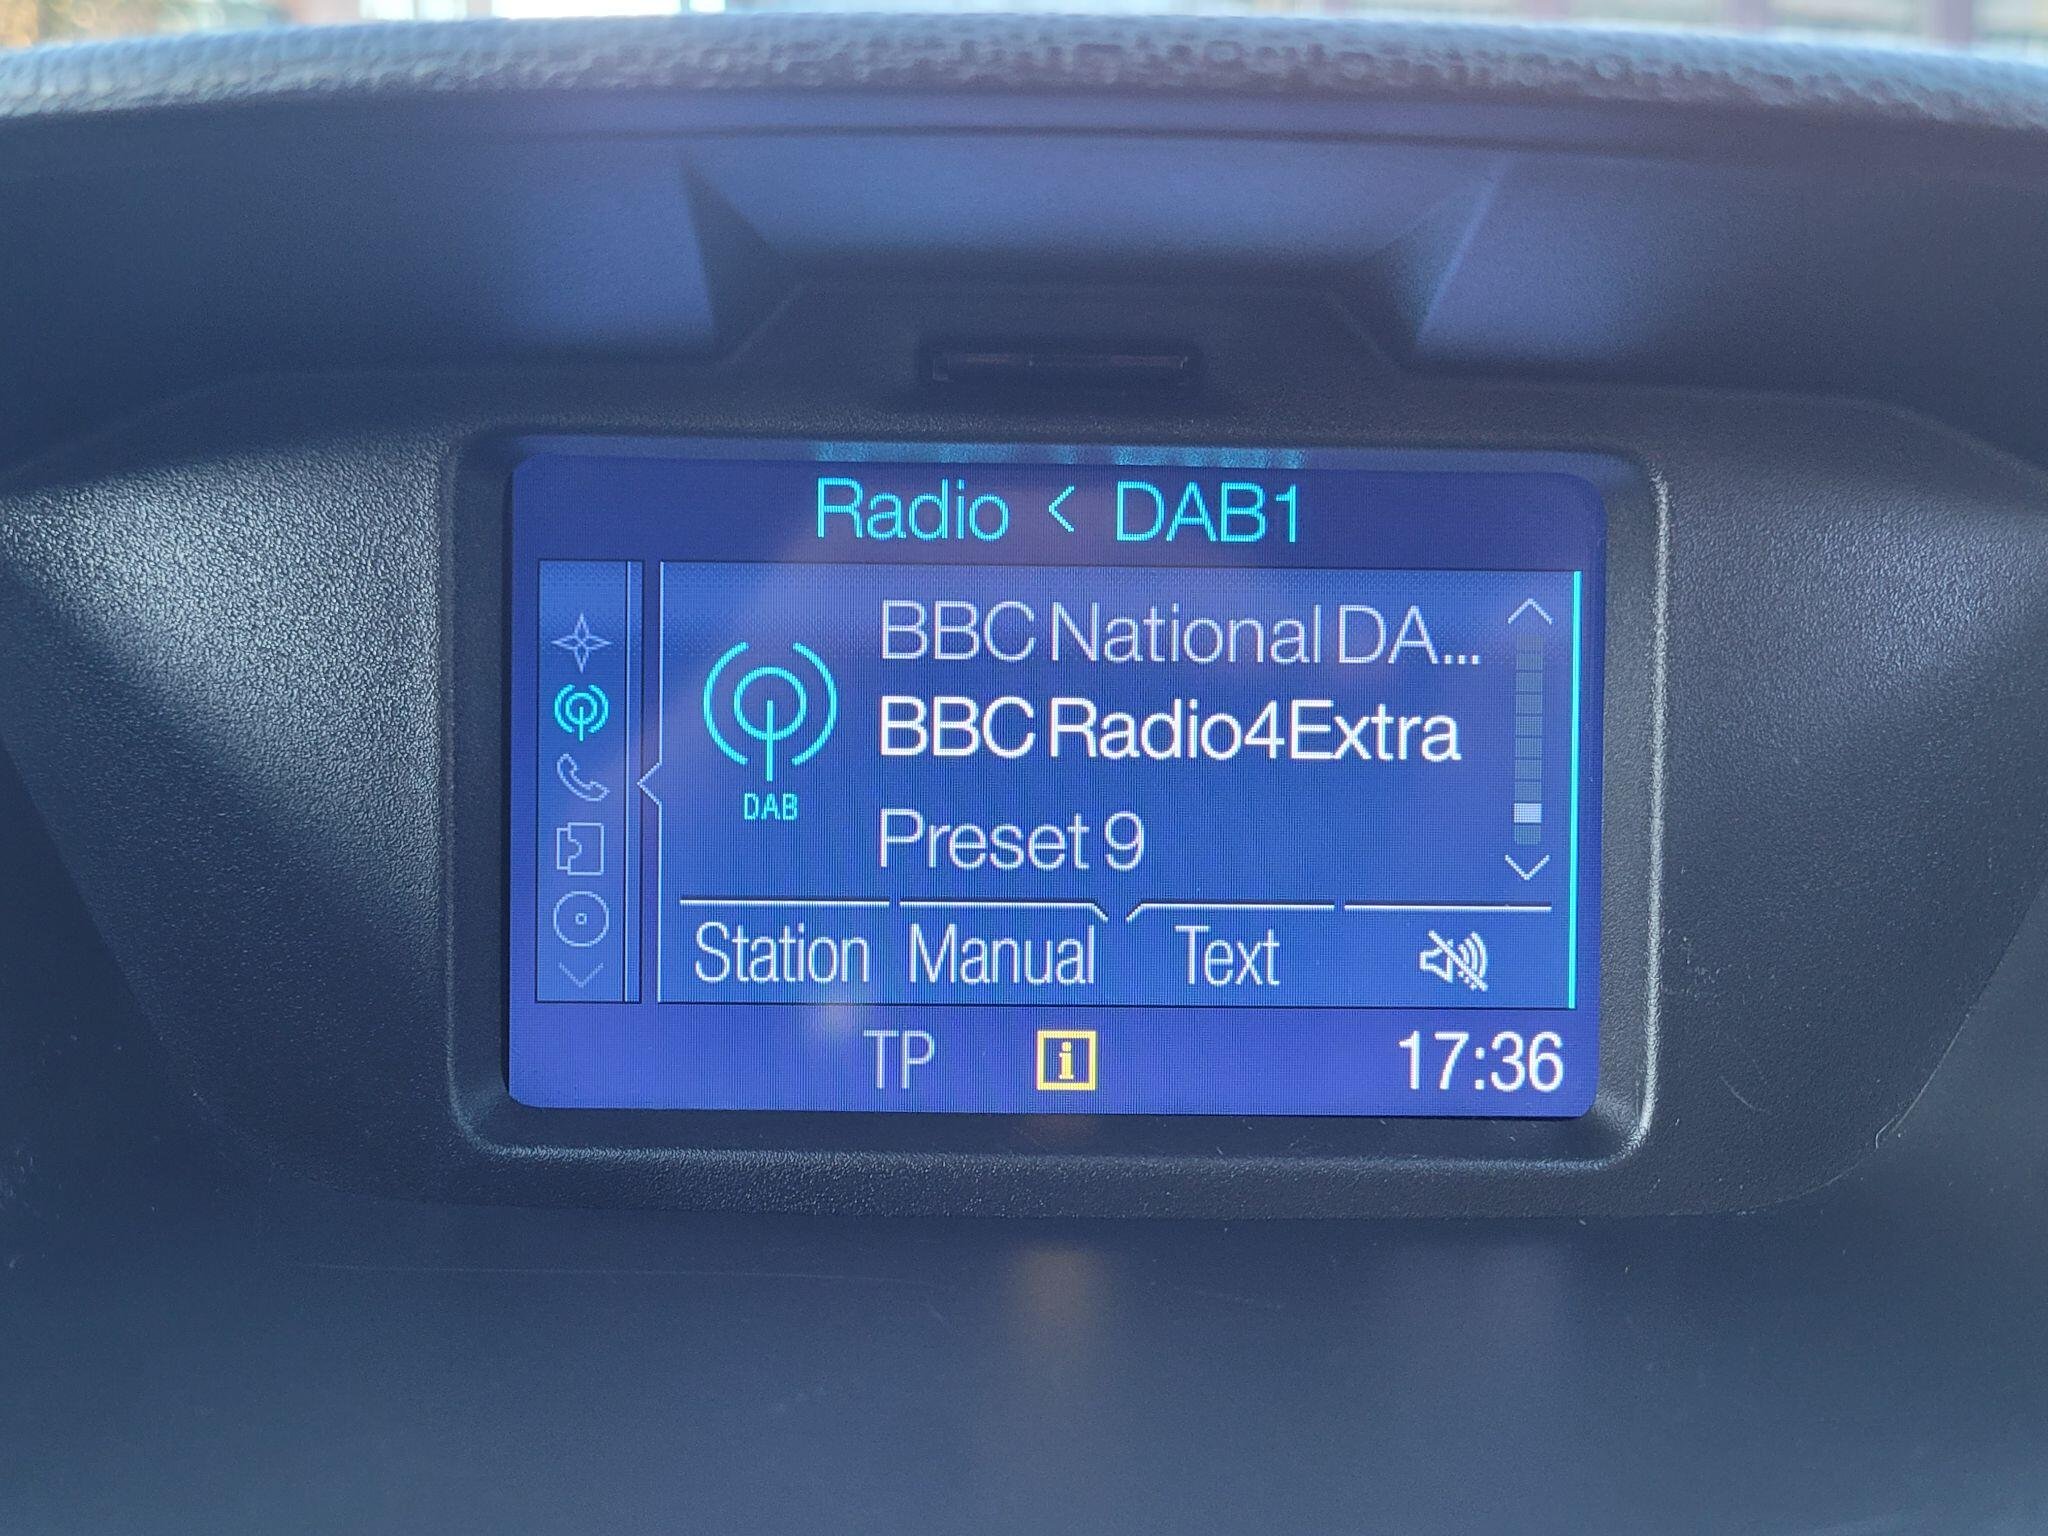 Radio < DAB1
BBC National DA...
BBC Radio4Extra
DAB
Preset 9
Station Manual Text
TP i 17:36